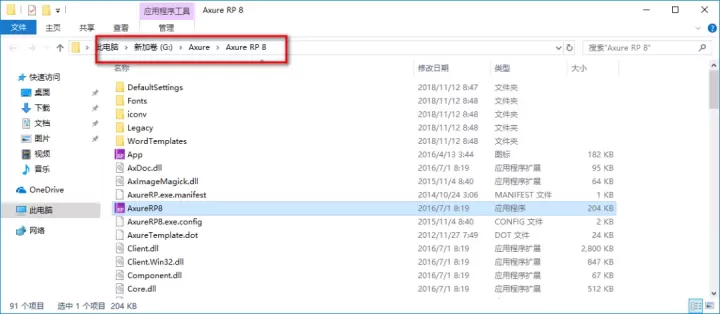 应用程序工具 Axure RP 8
文件 主页 共享 查看 管理
此电脑 新加卷 (G:) Axure Axure RP 8 搜索"Axure RP 8"
名称 修改日期 类型 大小
快速访问
桌面
下载
文档
图片
视频
音乐
OneDrive
此电脑
网络
DefaultSettings 2018/11/12 8:47 文件夹
Fonts 2018/11/12 8:48 文件夹
iconv 2018/11/12 8:48 文件夹
Legacy 2018/11/12 8:48 文件夹
WordTemplates 2018/11/12 8:48 文件夹
App 2016/4/13 3:44 图标 182 KB
AxDoc.dll 2016/7/1 8:19 应用程序扩展 95 KB
AxImageMagick.dll 2015/11/4 8:40 应用程序扩展 64 KB
AxureRP.exe.manifest 2014/10/24 3:06 MANIFEST 文件 1 KB
AxureRP8 2016/7/1 8:19 应用程序 204 KB
AxureRP8.exe.config 2015/11/4 8:40 CONFIG 文件 2 KB
AxureTemplate.dot 2012/11/27 7:49 DOT 文件 24 KB
Client.dll 2016/7/1 8:19 应用程序扩展 2,800 KB
Client.Win32.dll 2016/7/1 8:19 应用程序扩展 847 KB
Component.dll 2016/7/1 8:19 应用程序扩展 67 KB
Core.dll 2016/7/1 8:19 应用程序扩展 512 KB
91 个项目 选中 1 个项目 204 KB